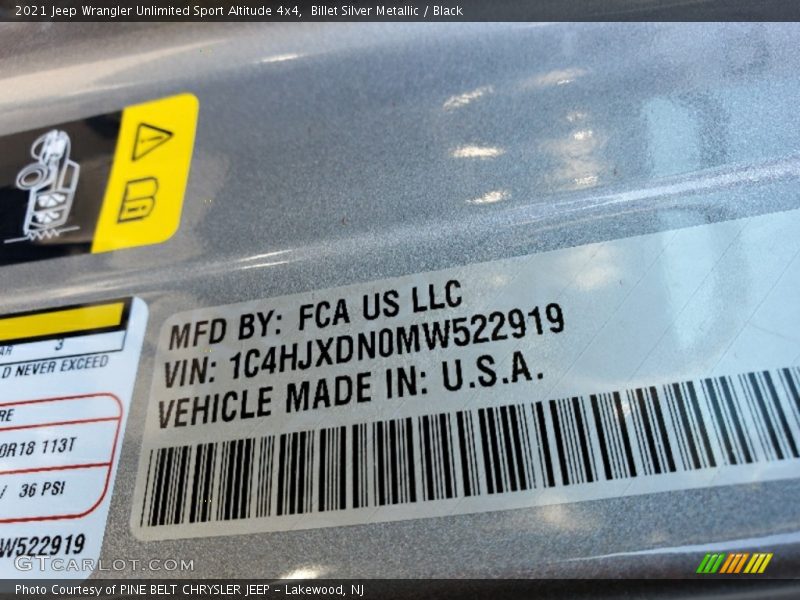 2021 Jeep Wrangler Unlimited Sport Altitude 4x4,  Billet Silver Metallic / Black
MFD BY: FCA US LLC
VIN: 1C4HJXDN0MW522919
VEHICLE MADE IN: U.S.A.
AR 3
D NEVER EXCEED
RE
0R18 113T
/ 36 PSI
MW522919
GTCARLOT.COM
Photo Courtesy of PINE BELT CHRYSLER JEEP - Lakewood, NJ